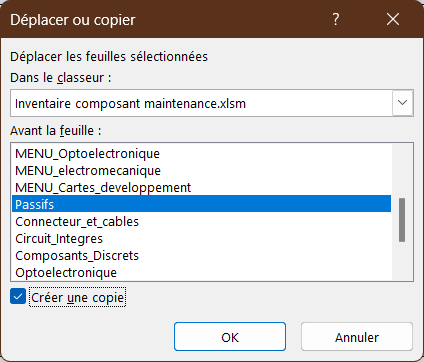 Déplacer ou copier ?
Déplacer les feuilles sélectionnées
Dans le classeur :
Inventaire composant maintenance.xlsm
Avant la feuille :
MENU_Optoelectronique
MENU_electromecanique
MENU_Cartes_developpement
Passifs
Connecteur_et_cables
Circuit_Integres
Composants_Discrets
Optoelectronique
Créer une copie
OK Annuler